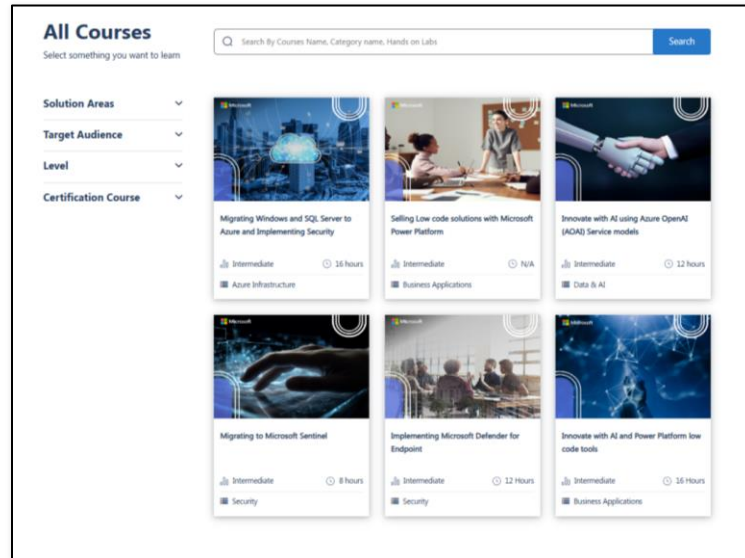 All Courses
Select something you want to learn
Search By Courses Name, Category name, Hands on Labs
Search
Solution Areas
Target Audience
Level
Certification Course
Microsoft
Migrating Windows and SQL Server to
Azure and Implementing Security
Intermediate
16 hours
Azure Infrastructure
Microsoft
Selling Low code solutions with Microsoft
Power Platform
Intermediate
N/A
Business Applications
Microsoft
Innovate with AI using Azure OpenAI
(AOAI) Service models
Intermediate
12 hours
Data & AI
Microsoft
Migrating to Microsoft Sentinel
Intermediate
8 hours
Security
Microsoft
Implementing Microsoft Defender for
Endpoint
Intermediate
12 Hours
Security
Microsoft
Innovate with AI and Power Platform low
code tools
Intermediate
16 Hours
Business Applications